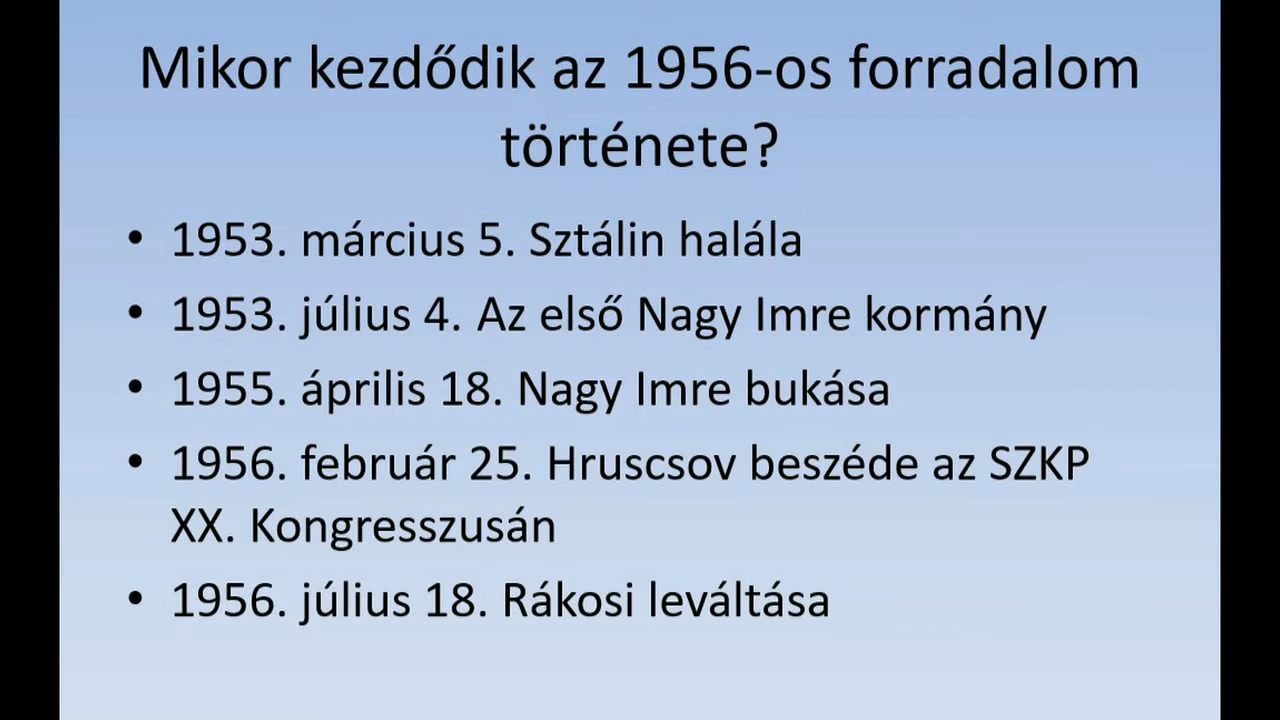 Mikor kezdődik az 1956-os forradalom
története?
• 1953. március 5. Sztálin halála
• 1953. július 4. Az első Nagy Imre kormány
• 1955. április 18. Nagy Imre bukása
• 1956. február 25. Hruscsov beszéde az SZKP
XX. Kongresszusán
• 1956. július 18. Rákosi leváltása